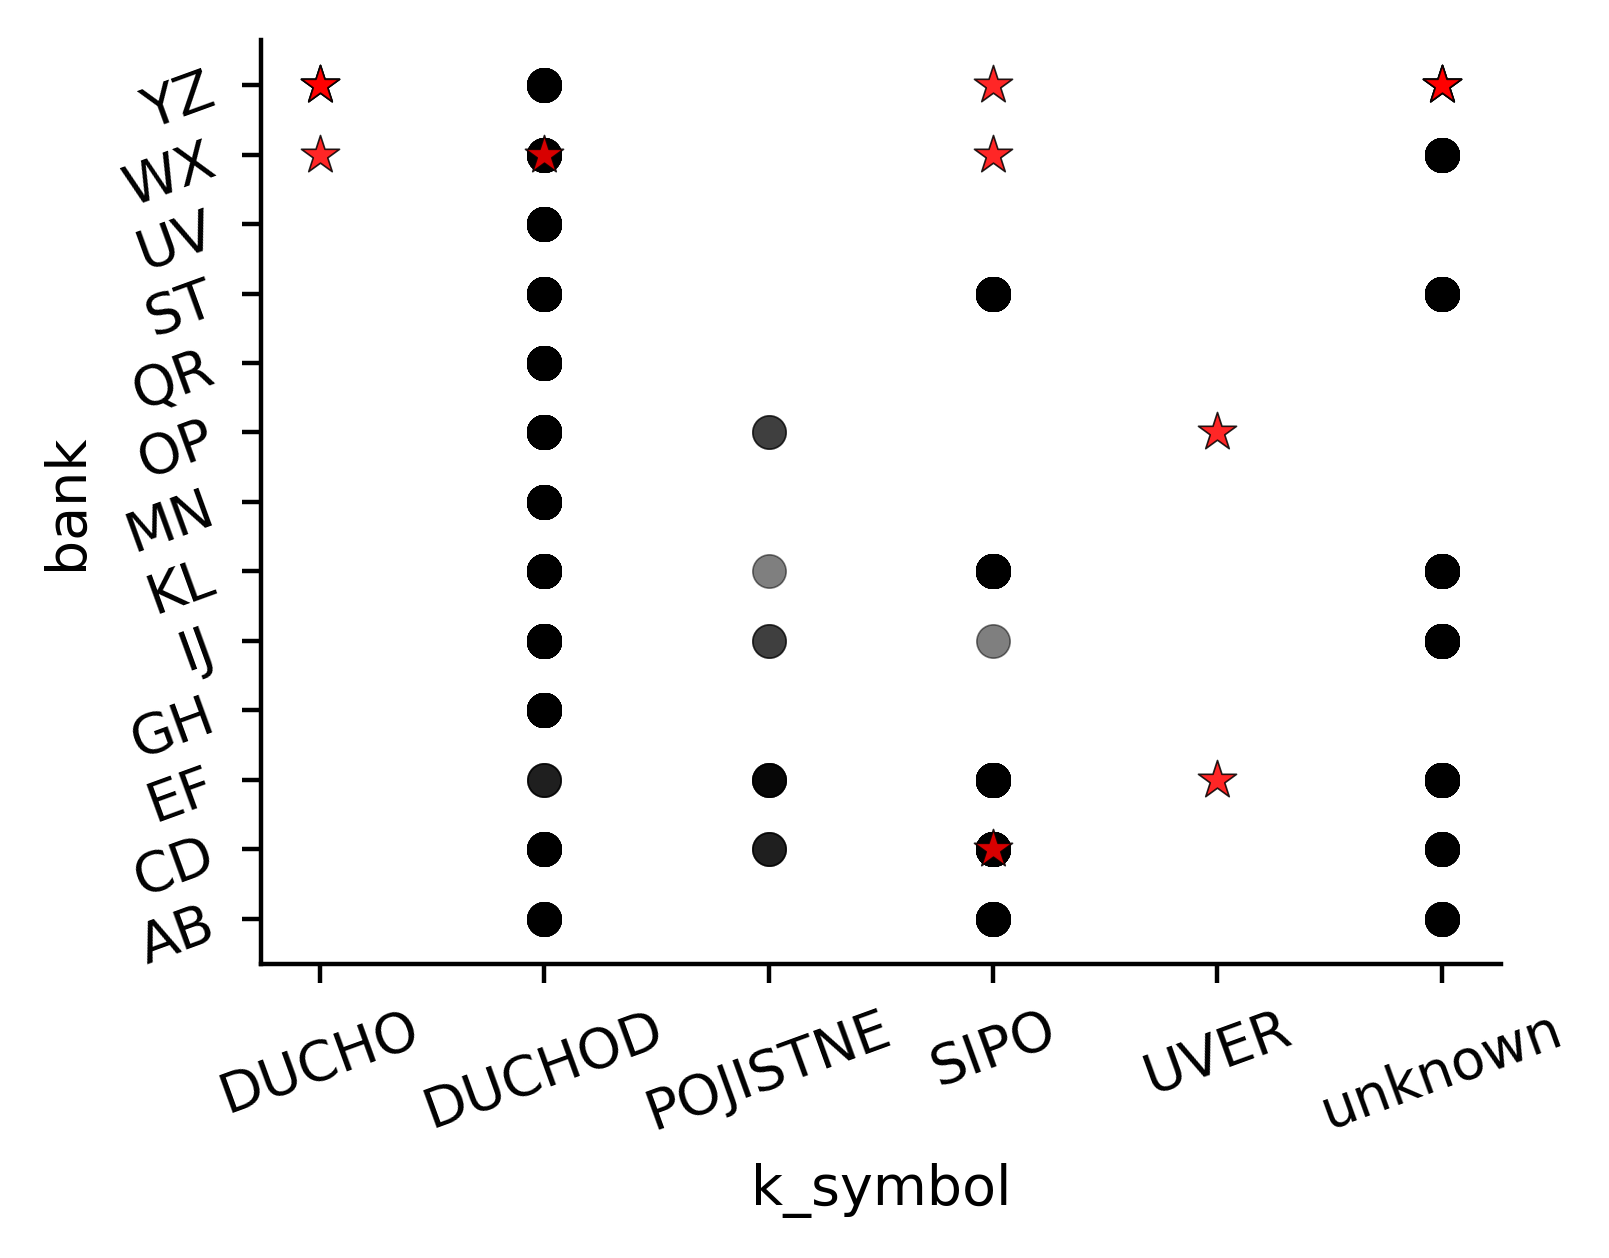 YZ
WX
UV
ST
QR
OP
MN
KL
IJ
GH
EF
CD
AB
bank
DUCHO
DUCHOD
POJISTNE
SIPO
UVER
unknown
k_symbol